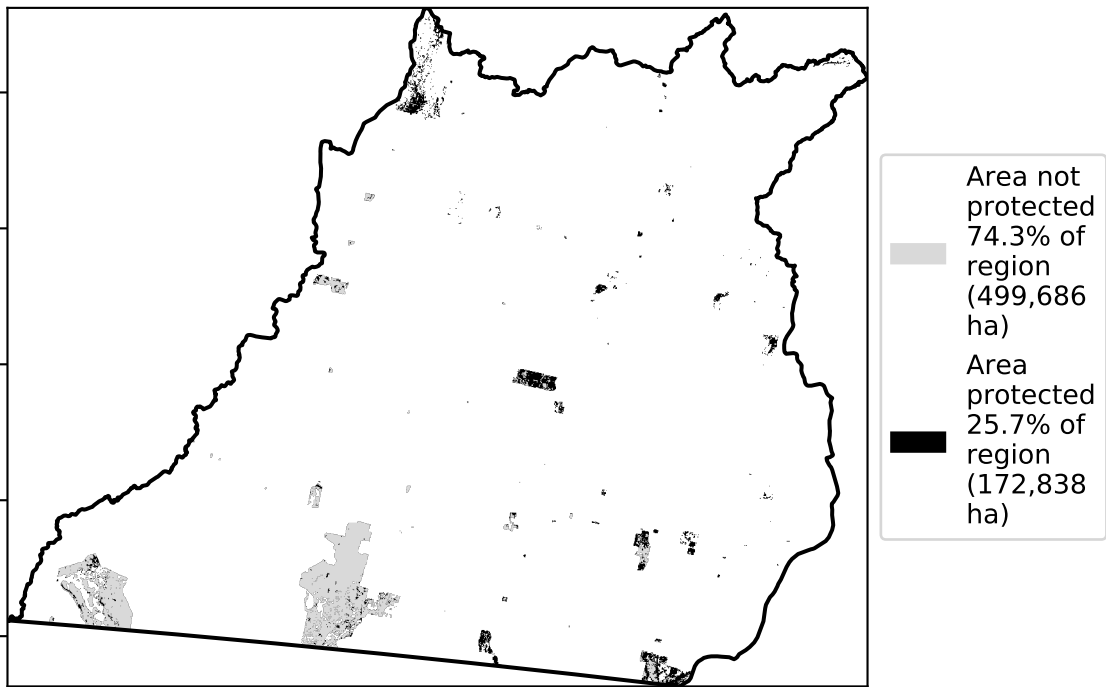 Area not
protected
74.3% of
region
(499,686
ha)
Area
protected
25.7% of
region
(172,838
ha)